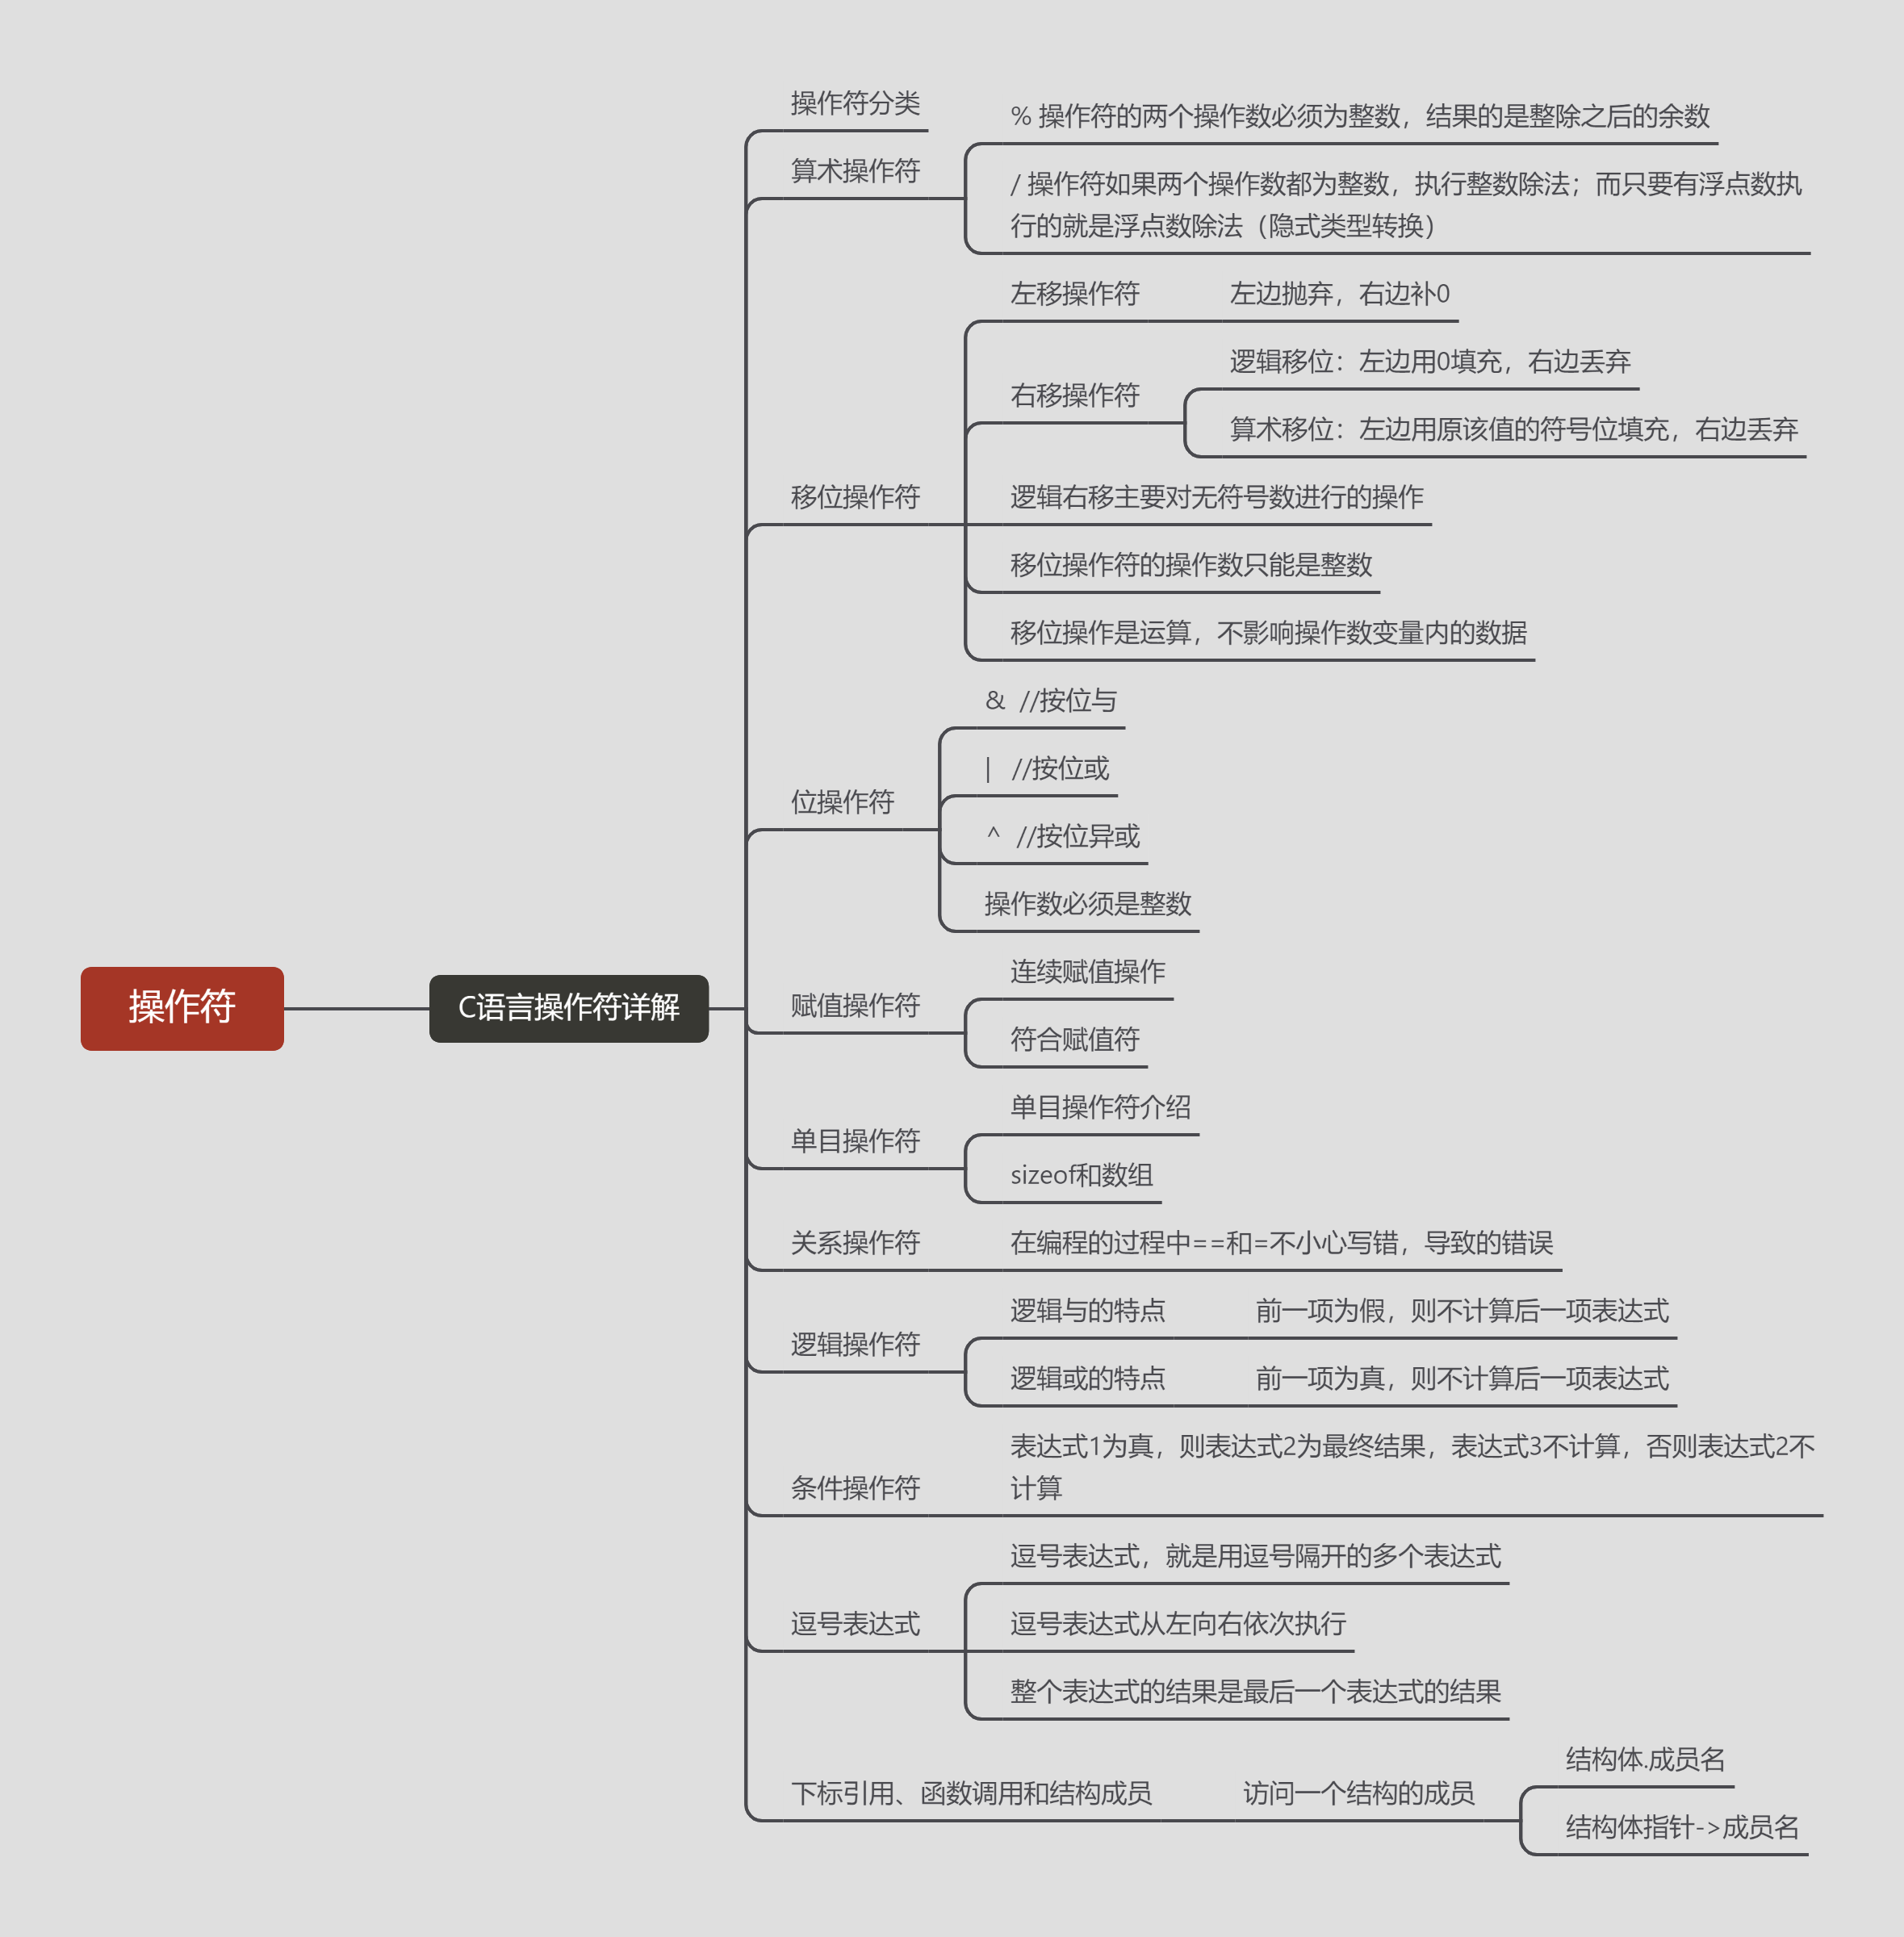 操作符
C语言操作符详解
操作符分类
算术操作符
% 操作符的两个操作数必须为整数，结果的是整除之后的余数
/ 操作符如果两个操作数都为整数，执行整数除法；而只要有浮点数执
行的就是浮点数除法（隐式类型转换）
移位操作符
左移操作符
左边抛弃，右边补0
右移操作符
逻辑移位：左边用0填充，右边丢弃
算术移位：左边用原该值的符号位填充，右边丢弃
逻辑右移主要对无符号数进行的操作
移位操作符的操作数只能是整数
移位操作是运算，不影响操作数变量内的数据
位操作符
& //按位与
| //按位或
^ //按位异或
操作数必须是整数
赋值操作符
连续赋值操作
符合赋值符
单目操作符
单目操作符介绍
sizeof和数组
关系操作符
在编程的过程中==和=不小心写错，导致的错误
逻辑操作符
逻辑与的特点
前一项为假，则不计算后一项表达式
逻辑或的特点
前一项为真，则不计算后一项表达式
条件操作符
表达式1为真，则表达式2为最终结果，表达式3不计算，否则表达式2不
计算
逗号表达式
逗号表达式，就是用逗号隔开的多个表达式
逗号表达式从左向右依次执行
整个表达式的结果是最后一个表达式的结果
下标引用、函数调用和结构成员
访问一个结构的成员
结构体.成员名
结构体指针->成员名